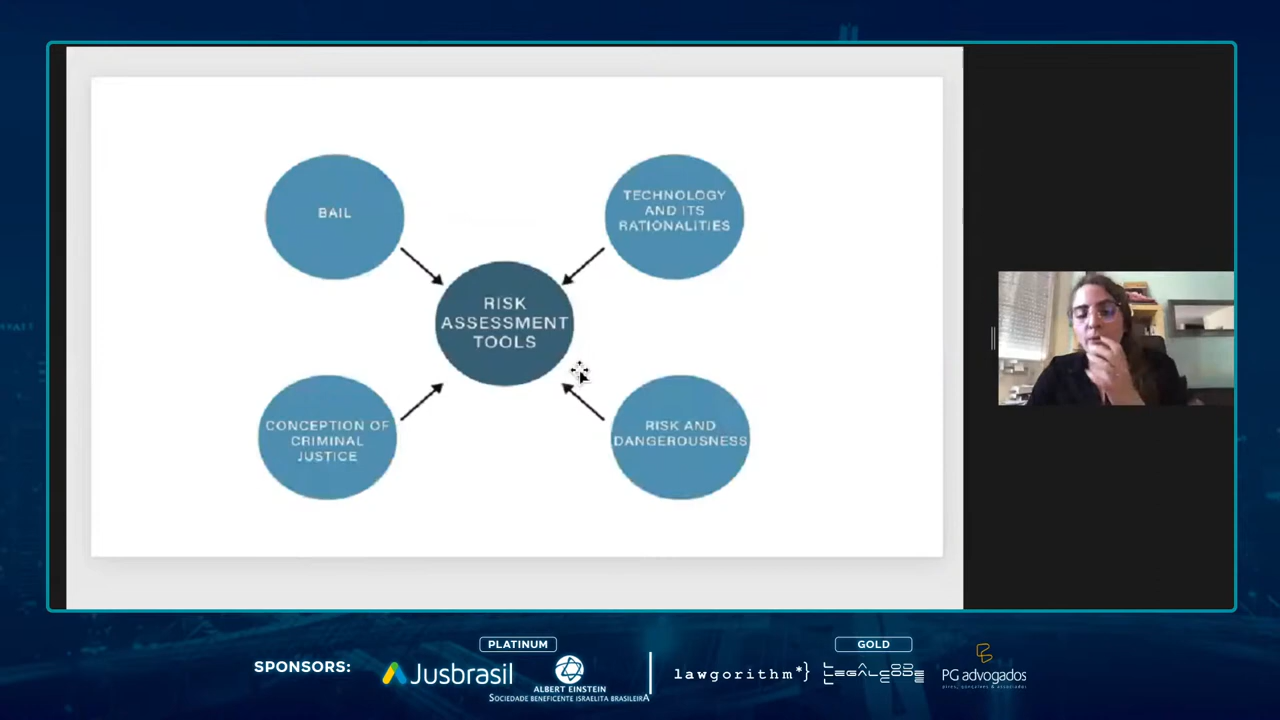 BAIL
TECHNOLOGY
AND ITS
RATIONALITIES
RISK
ASSESSMENT
TOOLS
CONCEPTION OF
CRIMINAL
JUSTICE
RISK AND
DANGEROUSNESS
SPONSORS:
PLATINUM
Jusbrasil
ALBERT EINSTEIN
SOCIEDADE BENEFICENTE ISRAELITA BRASILEIRA
lawgorithm*}
GOLD
LEGALCODE
PG advogados